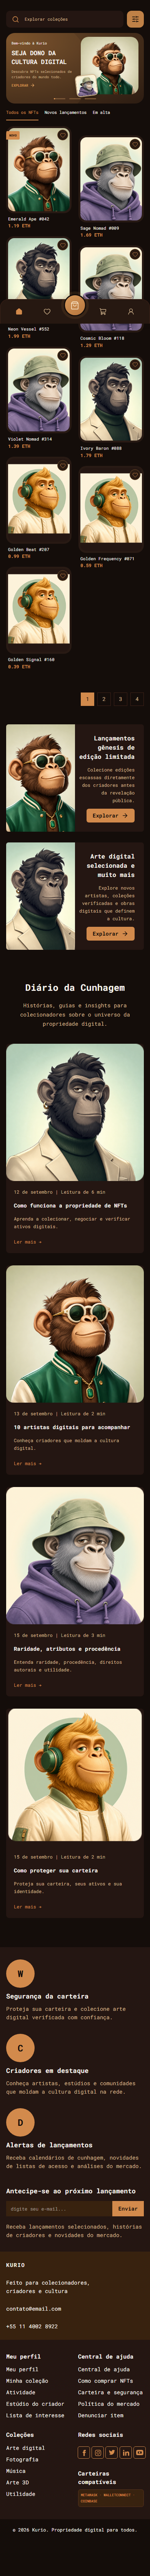 Explorar coleções
Bem-vindo à Kurio
SEJA DONO DA
CULTURA DIGITAL
Descubra NFTs selecionados de
criadores do mundo todo.
EXPLORAR →
Todos os NFTs
Novos lançamentos
Em alta
NOVO
Emerald Ape #042
1.19 ETH
Sage Nomad #009
1.69 ETH
Neon Vessel #552
1.99 ETH
Cosmic Bloom #118
1.29 ETH
Violet Nomad #314
1.39 ETH
Ivory Baron #088
1.79 ETH
Golden Beat #207
0.99 ETH
Golden Frequency #071
0.59 ETH
Golden Signal #160
0.39 ETH
1
2
3
4
Lançamentos
gênesis de
edição limitada
Colecione edições
escassas diretamente
dos criadores antes
da revelação
pública.
Explorar →
Arte digital
selecionada e
muito mais
Explore novos
artistas, coleções
verificadas e obras
digitais que definem
a cultura.
Explorar →
Diário da Cunhagem
Histórias, guias e insights para
colecionadores sobre o universo da
propriedade digital.
12 de setembro | Leitura de 6 min
Como funciona a propriedade de NFTs
Aprenda a colecionar, negociar e verificar
ativos digitais.
Ler mais →
13 de setembro | Leitura de 2 min
10 artistas digitais para acompanhar
Conheça criadores que moldam a cultura
digital.
Ler mais →
15 de setembro | Leitura de 3 min
Raridade, atributos e procedência
Entenda raridade, procedência, direitos
autorais e utilidade.
Ler mais →
15 de setembro | Leitura de 2 min
Como proteger sua carteira
Proteja sua carteira, seus ativos e sua
identidade.
Ler mais →
W
Segurança da carteira
Proteja sua carteira e colecione arte
digital verificada com confiança.
C
Criadores em destaque
Conheça artistas, estúdios e comunidades
que moldam a cultura digital na rede.
D
Alertas de lançamentos
Receba calendários de cunhagem, novidades
de listas de acesso e análises do mercado.
Antecipe-se ao próximo lançamento
digite seu e-mail...
Enviar
Receba lançamentos selecionados, histórias
de criadores e novidades do mercado.
KURIO
Feito para colecionadores,
criadores e cultura
contato@email.com
+55 11 4002 8922
Meu perfil
Meu perfil
Minha coleção
Atividade
Estúdio do criador
Lista de interesse
Central de ajuda
Central de ajuda
Como comprar NFTs
Carteira e segurança
Política do mercado
Denunciar item
Coleções
Arte digital
Fotografia
Música
Arte 3D
Utilidade
Redes sociais
Carteiras
compatíveis
METAMASK
WALLETCONNECT
COINBASE
© 2026 Kurio. Propriedade digital para todos.